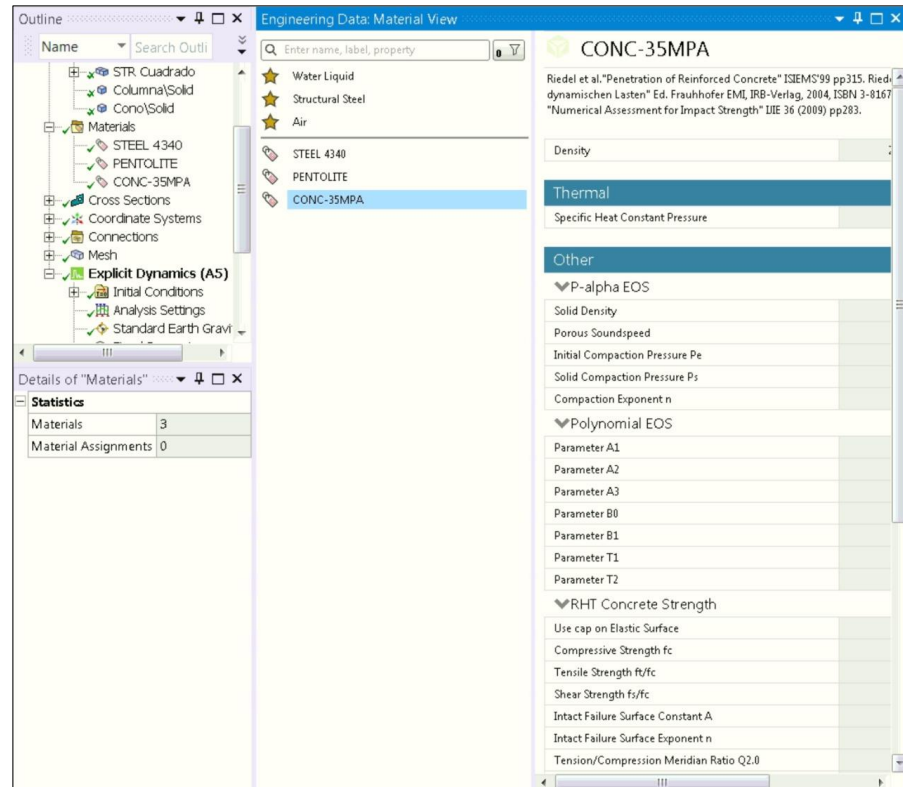 Outline
Name
Search Outli
STR Cuadrado
Columna\Solid
Cono\Solid
Materials
STEEL 4340
PENTOLITE
CONC-35MPA
Cross Sections
Coordinate Systems
Connections
Mesh
Explicit Dynamics (A5)
Initial Conditions
Analysis Settings
Standard Earth Gravi
Details of "Materials"
Statistics
Materials 3
Material Assignments 0
Engineering Data: Material View
Enter name, label, property
0
Water Liquid
Structural Steel
Air
STEEL 4340
PENTOLITE
CONC-35MPA
CONC-35MPA
Riedel et al."Penetration of Reinforced Concrete" ISIEMS'99 pp315. Ried
dynamischen Lasten" Ed. Frauhhofer EMI, IRB-Verlag, 2004, ISBN 3-8167
"Numerical Assessment for Impact Strength" IJIE 36 (2009) pp283.
Density
Thermal
Specific Heat Constant Pressure
Other
P-alpha EOS
Solid Density
Porous Soundspeed
Initial Compaction Pressure Pe
Solid Compaction Pressure Ps
Compaction Exponent n
Polynomial EOS
Parameter A1
Parameter A2
Parameter A3
Parameter B0
Parameter B1
Parameter T1
Parameter T2
RHT Concrete Strength
Use cap on Elastic Surface
Compressive Strength fc
Tensile Strength ft/fc
Shear Strength fs/fc
Intact Failure Surface Constant A
Intact Failure Surface Exponent n
Tension/Compression Meridian Ratio Q2.0